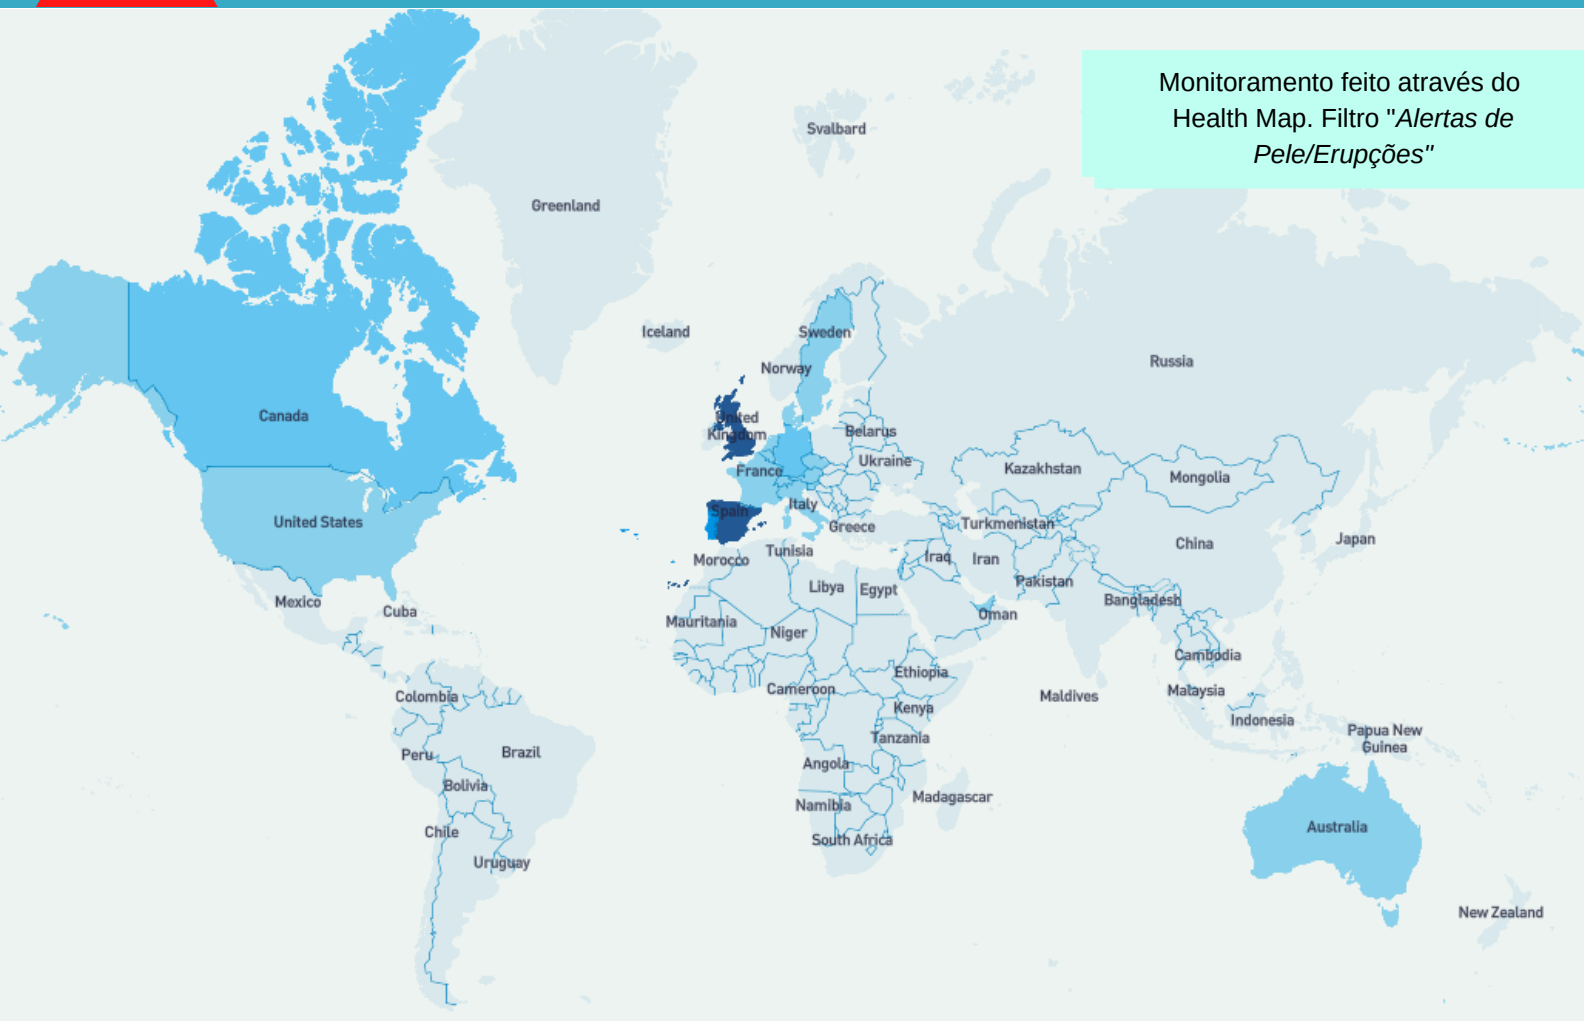 Monitoramento feito através do
Health Map. Filtro "Alertas de
Pele/Erupções"
Svalbard
Greenland
Iceland
Sweden
Norway
Russia
Canada
United
Kingdom
Belarus
Ukraine
France
Kazakhstan
Mongolia
United States
Spain
Italy
Greece
Turkmenistan
China
Japan
Morocco
Tunisia
Iraq
Iran
Libya
Egypt
Pakistan
Mexico
Cuba
Bangladesh
Oman
Mauritania
Niger
Cambodia
Ethiopia
Colombia
Cameroon
Maldives
Malaysia
Kenya
Indonesia
Papua New
Guinea
Tanzania
Peru
Brazil
Angola
Bolivia
Namibia
Madagascar
Chile
South Africa
Australia
Uruguay
New Zealand